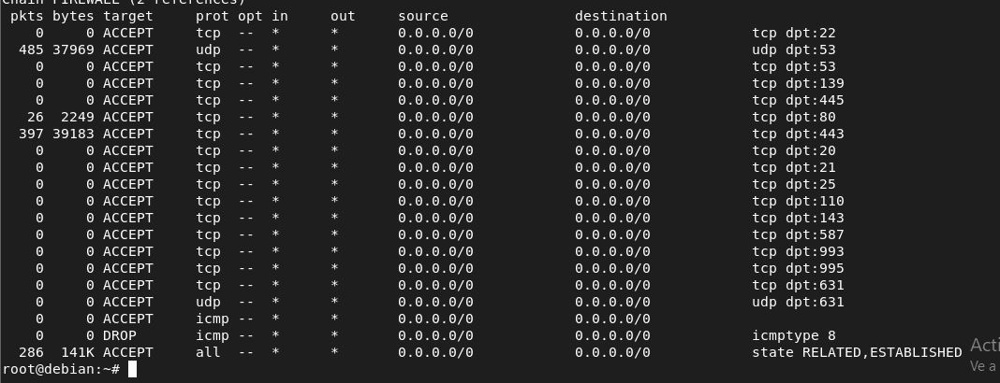 Chain FIREWALL (2 references)
pkts bytes target     prot opt in     out     source               destination
0     0 ACCEPT     tcp  --  *      *       0.0.0.0/0            0.0.0.0/0            tcp dpt:22
485 37969 ACCEPT     udp  --  *      *       0.0.0.0/0            0.0.0.0/0            udp dpt:53
0     0 ACCEPT     tcp  --  *      *       0.0.0.0/0            0.0.0.0/0            tcp dpt:53
0     0 ACCEPT     tcp  --  *      *       0.0.0.0/0            0.0.0.0/0            tcp dpt:139
0     0 ACCEPT     tcp  --  *      *       0.0.0.0/0            0.0.0.0/0            tcp dpt:445
26  2249 ACCEPT     tcp  --  *      *       0.0.0.0/0            0.0.0.0/0            tcp dpt:80
397 39183 ACCEPT     tcp  --  *      *       0.0.0.0/0            0.0.0.0/0            tcp dpt:443
0     0 ACCEPT     tcp  --  *      *       0.0.0.0/0            0.0.0.0/0            tcp dpt:20
0     0 ACCEPT     tcp  --  *      *       0.0.0.0/0            0.0.0.0/0            tcp dpt:21
0     0 ACCEPT     tcp  --  *      *       0.0.0.0/0            0.0.0.0/0            tcp dpt:25
0     0 ACCEPT     tcp  --  *      *       0.0.0.0/0            0.0.0.0/0            tcp dpt:110
0     0 ACCEPT     tcp  --  *      *       0.0.0.0/0            0.0.0.0/0            tcp dpt:143
0     0 ACCEPT     tcp  --  *      *       0.0.0.0/0            0.0.0.0/0            tcp dpt:587
0     0 ACCEPT     tcp  --  *      *       0.0.0.0/0            0.0.0.0/0            tcp dpt:993
0     0 ACCEPT     tcp  --  *      *       0.0.0.0/0            0.0.0.0/0            tcp dpt:995
0     0 ACCEPT     tcp  --  *      *       0.0.0.0/0            0.0.0.0/0            tcp dpt:631
0     0 ACCEPT     udp  --  *      *       0.0.0.0/0            0.0.0.0/0            udp dpt:631
0     0 ACCEPT     icmp --  *      *       0.0.0.0/0            0.0.0.0/0
0     0 DROP       icmp --  *      *       0.0.0.0/0            0.0.0.0/0            icmptype 8
286  141K ACCEPT     all  --  *      *       0.0.0.0/0            0.0.0.0/0            state RELATED,ESTABLISHED
root@debian:~#
Acti
Ve a